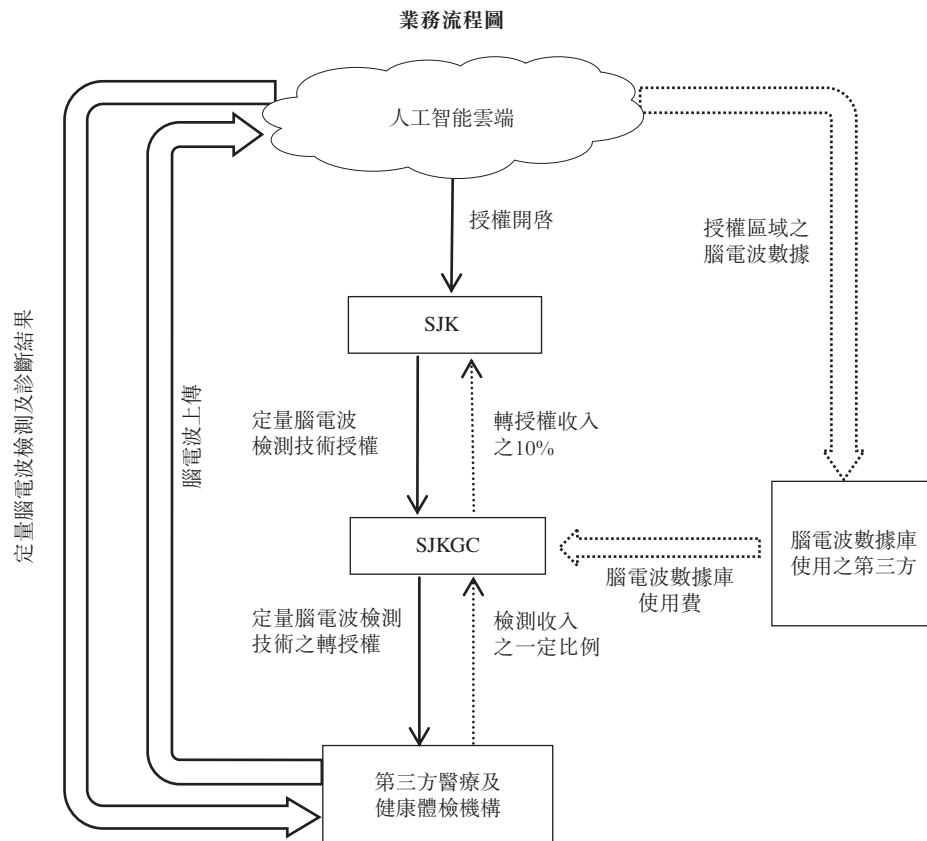 業務流程圖
人工智能雲端
授權開啓
授權區域之
腦電波數據
SJK
定量腦電波檢測及診斷結果
腦電波上傳
定量腦電波
檢測技術授權
轉授權收入
之10%
SJKGC
腦電波數據庫
使用之第三方
腦電波數據庫
使用費
定量腦電波檢測
技術之轉授權
檢測收入
之一定比例
第三方醫療及
健康體檢機構